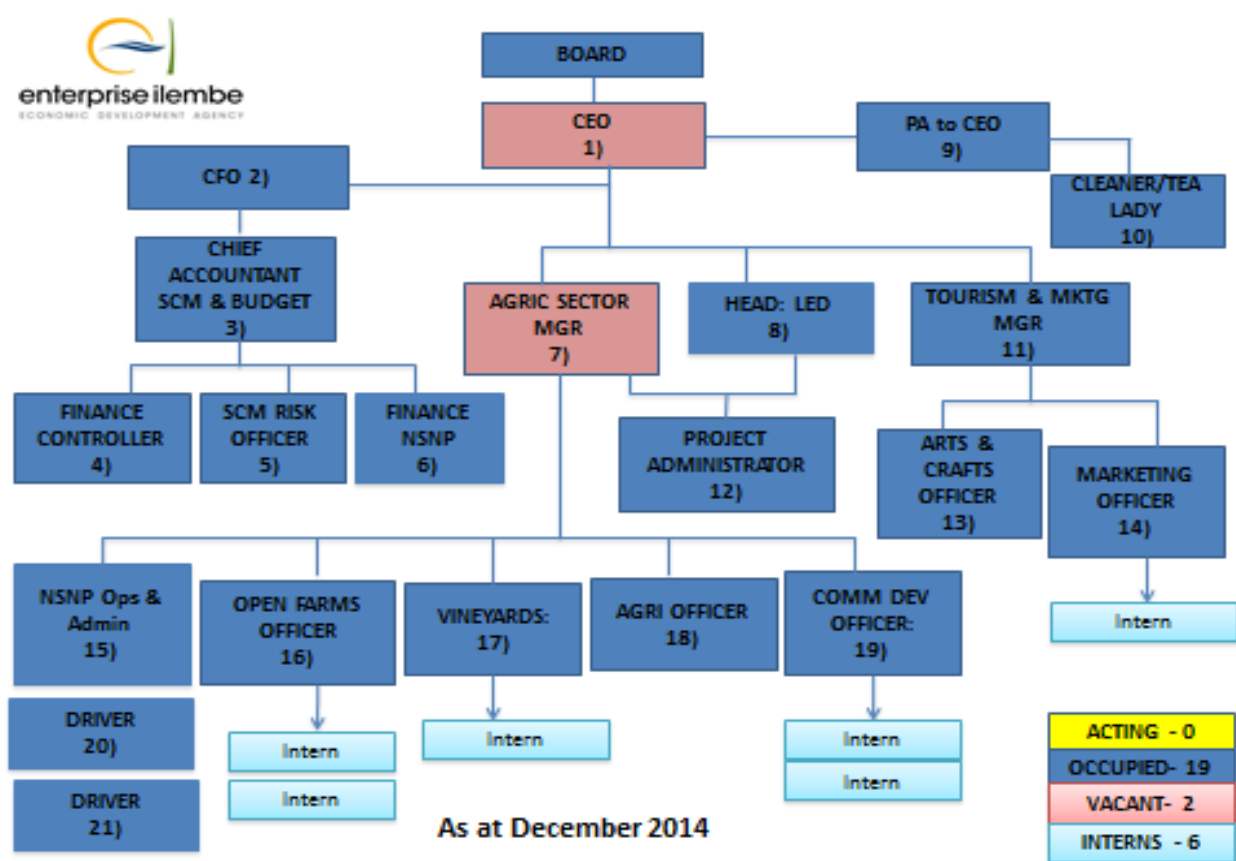 enterprise ilembe
ECONOMIC DEVELOPMENT AGENCY
BOARD
CEO
1)
PA to CEO
9)
CLEANER/TEA
LADY
10)
CFO 2)
CHIEF
ACCOUNTANT
SCM & BUDGET
3)
AGRIC SECTOR
MGR
7)
HEAD: LED
8)
TOURISM & MKTG
MGR
11)
FINANCE
CONTROLLER
4)
SCM RISK
OFFICER
5)
FINANCE
NSNP
6)
PROJECT
ADMINISTRATOR
12)
ARTS &
CRAFTS
OFFICER
13)
MARKETING
OFFICER
14)
Intern
NSNP Ops &
Admin
15)
OPEN FARMS
OFFICER
16)
VINEYARDS:
17)
AGRI OFFICER
18)
COMM DEV
OFFICER:
19)
DRIVER
20)
DRIVER
21)
Intern
Intern
Intern
Intern
Intern
As at December 2014
ACTING - 0
OCCUPIED- 19
VACANT- 2
INTERNS - 6